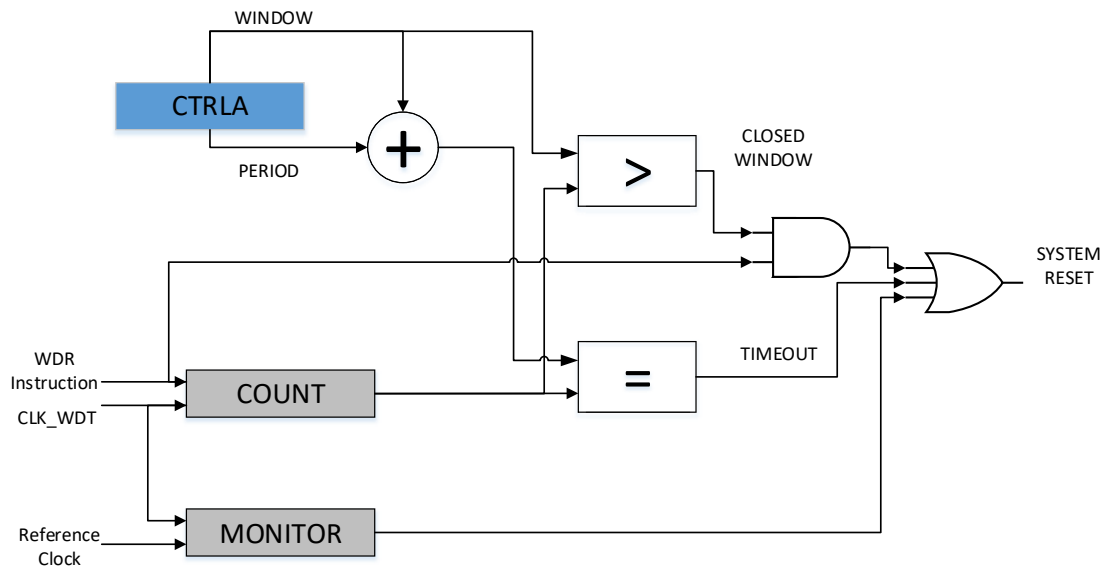 WINDOW
CTRLA
+
PERIOD
>
CLOSED
WINDOW
SYSTEM
RESET
WDR
Instruction
CLK_WDT
COUNT
=
TIMEOUT
Reference
Clock
MONITOR